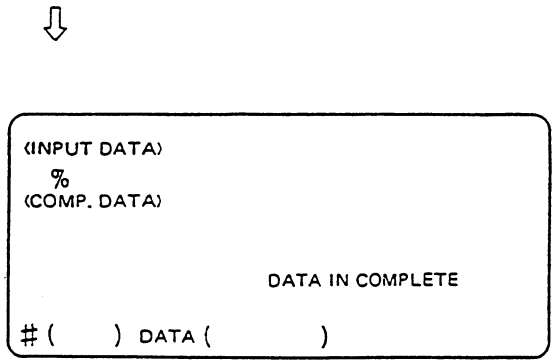 ⟨INPUT DATA⟩
%
⟨COMP. DATA⟩
DATA IN COMPLETE
# ( ) DATA ( )